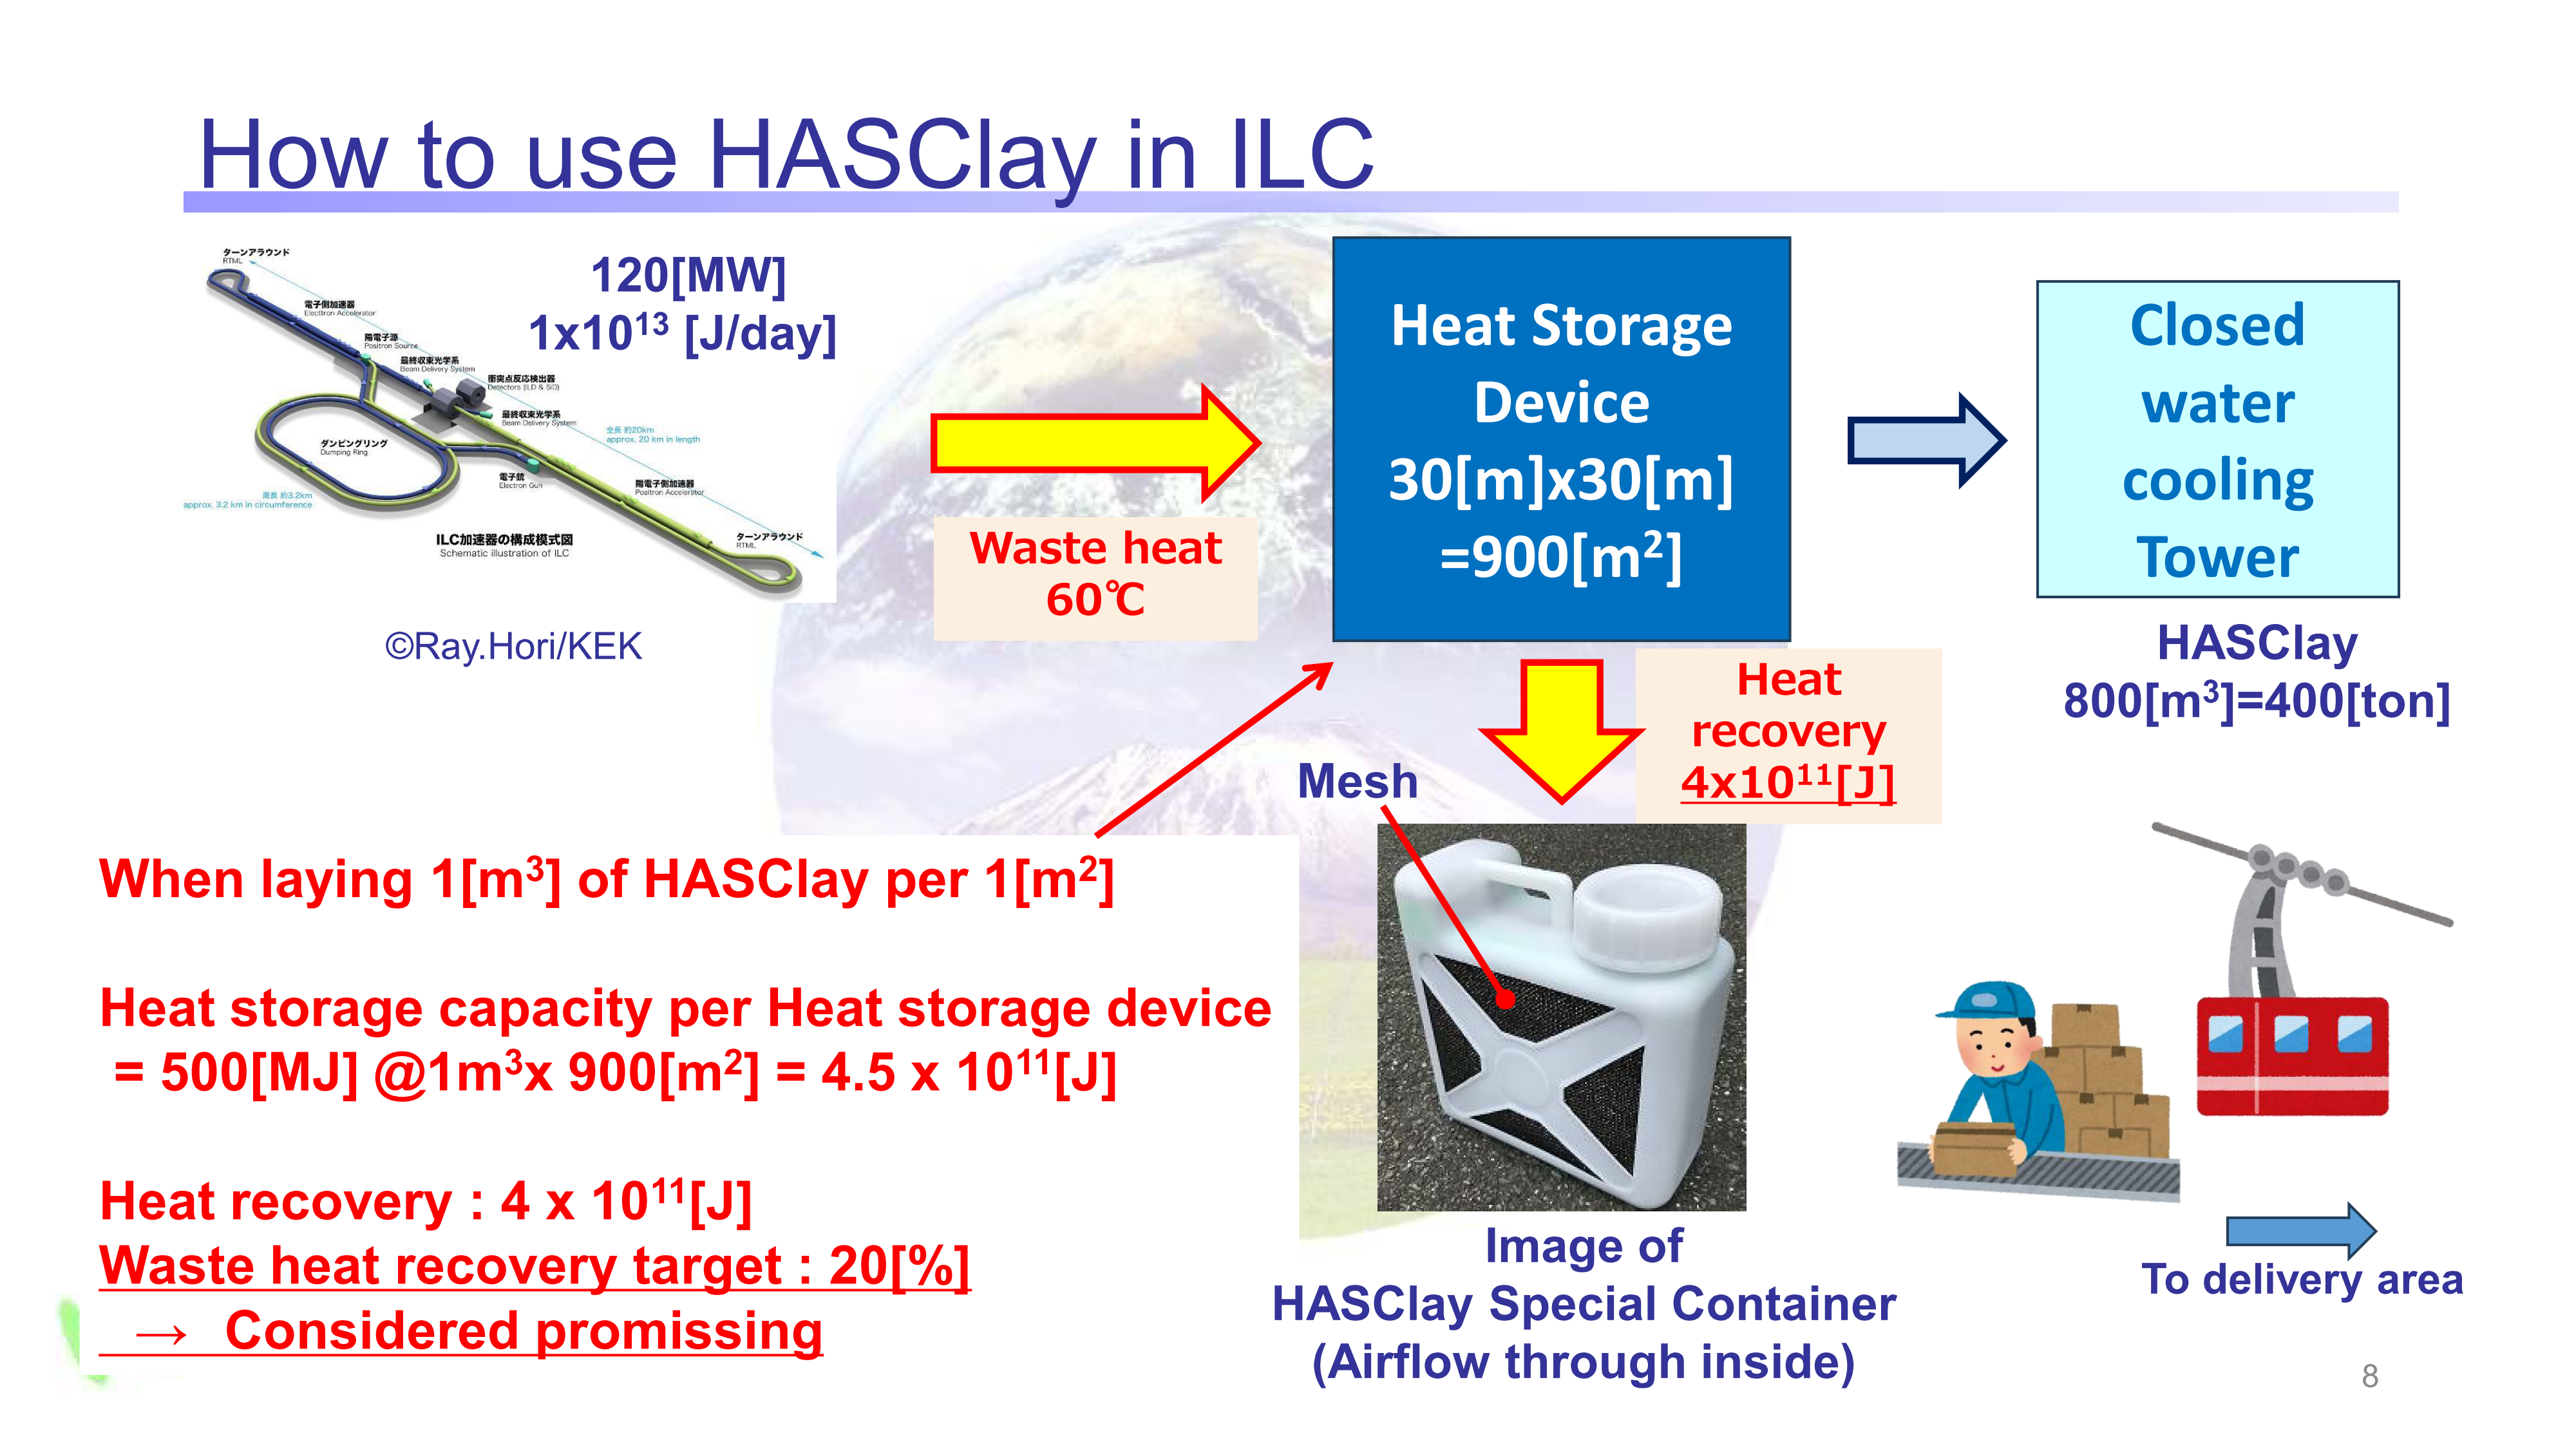 How to use HASClay in ILC
ターンアラウンド
RTML
電子側加速器
Electtron Accelerator
陽電子源
Positron Source
最終収束光学系
Beam Delivery System
衝突点反応検出器
Detectors (ILD & SiD)
最終収束光学系
Beam Delivery System
全長 約20km
approx. 20 km in length
ダンピングリング
Dumping Ring
電子銃
Electron Gun
陽電子側加速器
Positron Accelerator
周長 約3.2km
approx. 3.2 km in circumference
ターンアラウンド
RTML
ILC加速器の構成模式図
Schematic illustration of ILC
120[MW]
1x10¹³ [J/day]
©Ray.Hori/KEK
Waste heat
60℃
Heat Storage
Device
30[m]x30[m]
=900[m²]
Closed
water
cooling
Tower
HASClay
800[m³]=400[ton]
Heat
recovery
4x10¹¹[J]
Mesh
When laying 1[m³] of HASClay per 1[m²]
Heat storage capacity per Heat storage device
= 500[MJ] @1m³x 900[m²] = 4.5 x 10¹¹[J]
Heat recovery : 4 x 10¹¹[J]
Waste heat recovery target : 20[%]
→ Considered promissing
Image of
HASClay Special Container
(Airflow through inside)
To delivery area
8